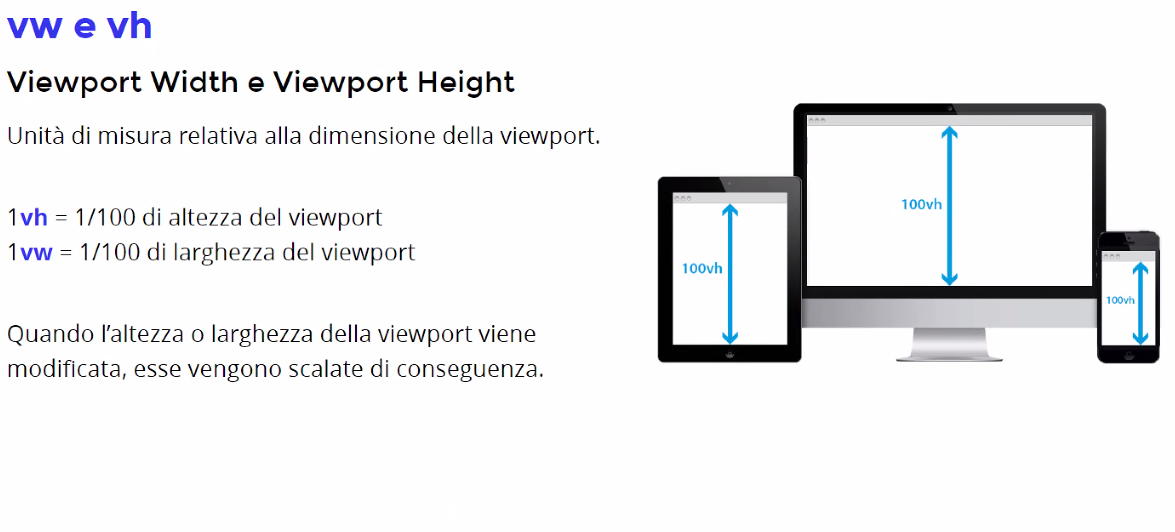 vw e vh
Viewport Width e Viewport Height
Unità di misura relativa alla dimensione della viewport.
1vh = 1/100 di altezza del viewport
1vw = 1/100 di larghezza del viewport
Quando l’altezza o larghezza della viewport viene
modificata, esse vengono scalate di conseguenza.
100vh
100vh
100vh